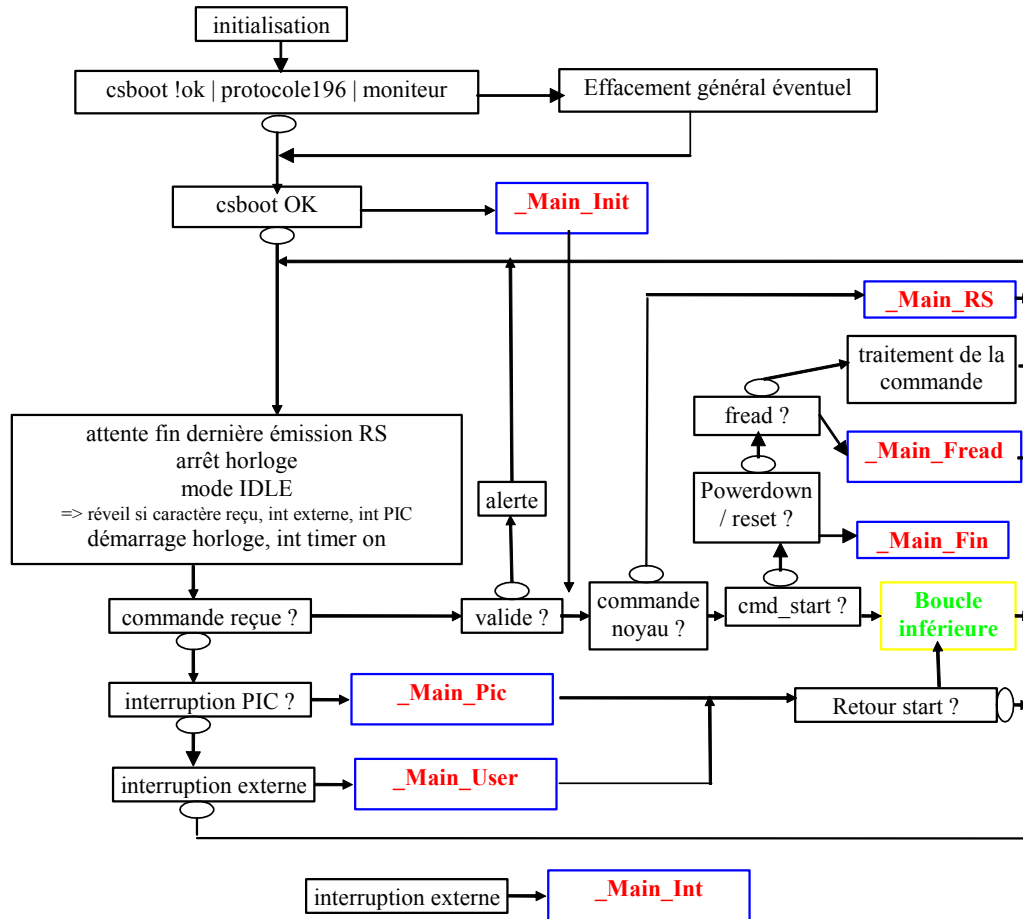 initialisation
csboot !ok | protocole196 | moniteur
Effacement général éventuel
csboot OK
_Main_Init
_Main_RS
traitement de la
commande
fread ?
_Main_Fread
attente fin dernière émission RS
arrêt horloge
mode IDLE
=> réveil si caractère reçu, int externe, int PIC
démarrage horloge, int timer on
alerte
Powerdown
/ reset ?
_Main_Fin
commande reçue ?
valide ?
commande
noyau ?
cmd_start ?
Boucle
inférieure
interruption PIC ?
_Main_Pic
Retour start ?
interruption externe
_Main_User
interruption externe
_Main_Int